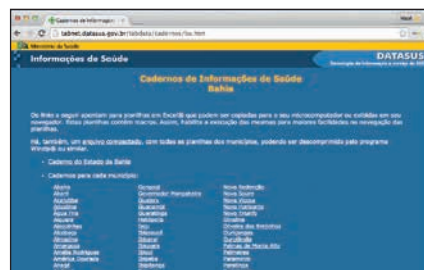 Cadernos de Informaçõe
tabnet.datasus.gov.br/tabdata/cadernos/ba.htm
Ministério da Saúde
Informações de Saúde
DATASUS
Cadernos de Informações de Saúde
Bahia
Os links a seguir apontam para planilhas em Excel® que podem ser copiadas para o seu microcomputador ou exibidas em seu
navegador. Estas planilhas contêm macros. Assim, habilite a execução das mesmas para maiores facilidades na navegação das
planilhas.
Há, também, um arquivo compactado, com todas as planilhas dos municípios, podendo ser descomprimido pelo programa
Winzip® ou similar.
Caderno do Estado da Bahia
Cadernos para cada município:
Abaíra Gongogi Nova Redenção
Abaré Governador Mangabeira Nova Soure
Acajutiba Guajeru Nova Viçosa
Adustina Guanambi Novo Horizonte
Água Fria Guaratinga Novo Triunfo
Aiquara Heliópolis Olindina
Alagoinhas Iaçu Oliveira dos Brejinhos
Alcobaça Ibiassucê Ouriçangas
Almadina Ibicaraí Ourolândia
Amargosa Ibicoara Palmas de Monte Alto
Amélia Rodrigues Ibicuí Palmeiras
América Dourada Ibipeba Paramirim
Anagé Ibipitanga Paratinga